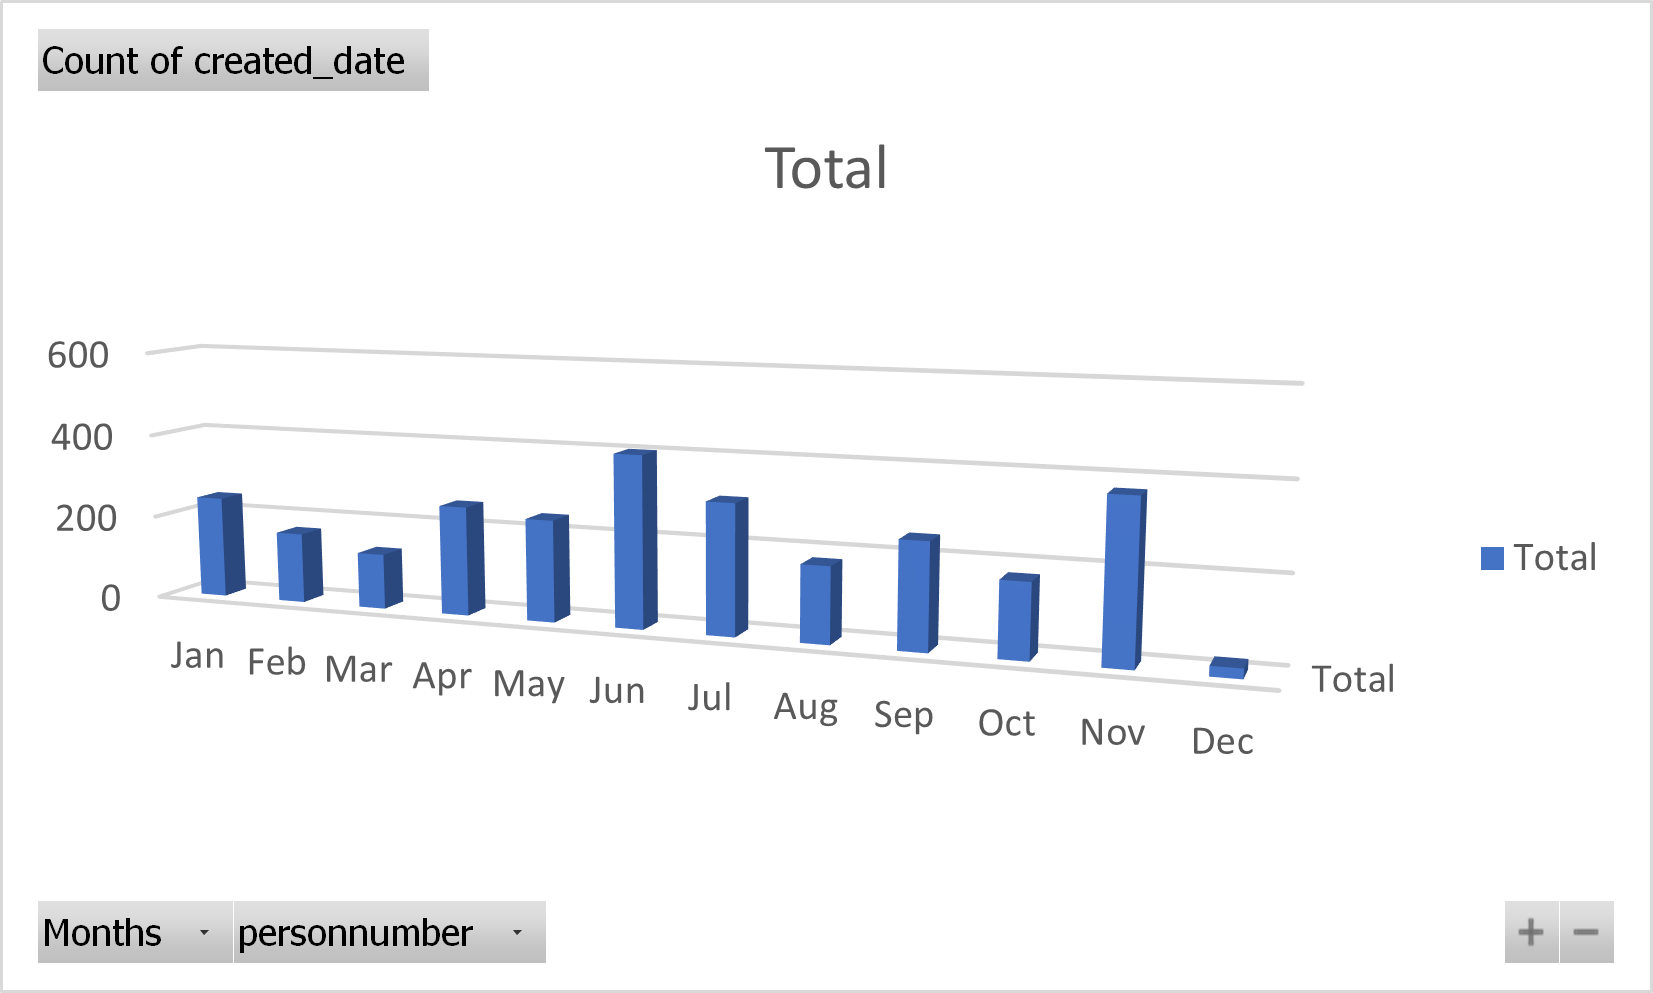 Count of created_date
Total
600
400
200
0
Jan Feb Mar Apr May Jun Jul Aug Sep Oct Nov Dec
Total
Total
Months personnumber
+ −